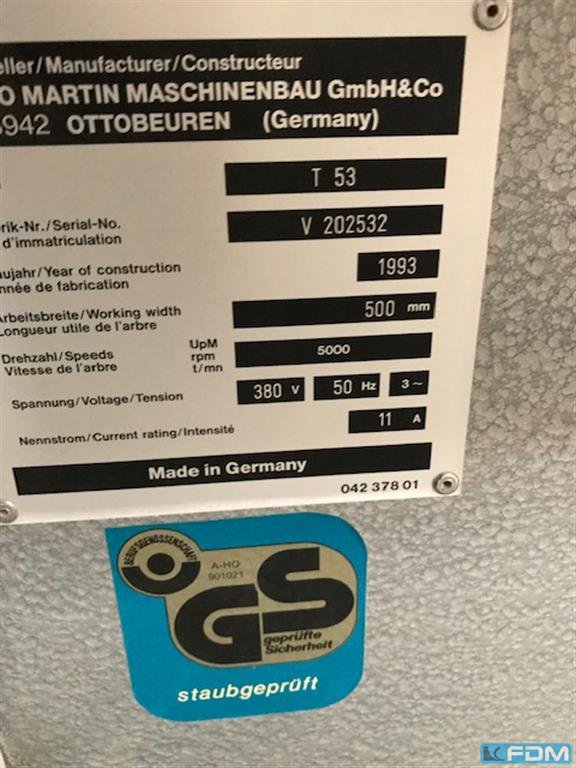 eller/Manufacturer/Constructeur
O MARTIN MASCHINENBAU GmbH&Co
942 OTTOBEUREN (Germany)
T 53
rik-Nr./Serial-No.
d'immatriculation
V 202532
ujahr/Year of construction
nnée de fabrication
1993
Arbeitsbreite/Working width
Longueur utile de l'arbre
500 mm
Drehzahl/Speeds
Vitesse de l'arbre
UpM
rpm
t/mn
5000
Spannung/Voltage/Tension
380 V 50 Hz 3~
Nennstrom/Current rating/Intensité
11 A
Made in Germany
042 378 01
BERUFSGENOSSENSCHAFT
A-HO
901021
GS
geprüfte
Sicherheit
staubgeprüft
FDM